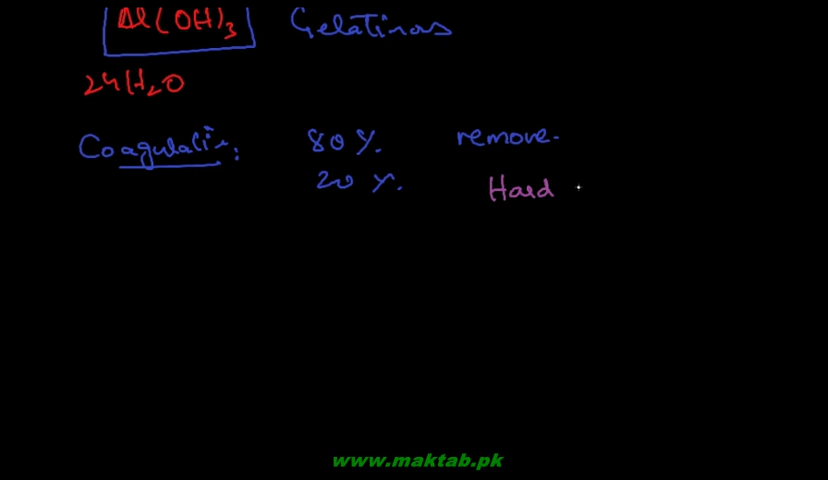 Al(OH)3 Gelatinous
24H2O
Coagulation: 80 %. remove.
20 %. Hard
www.maktab.pk